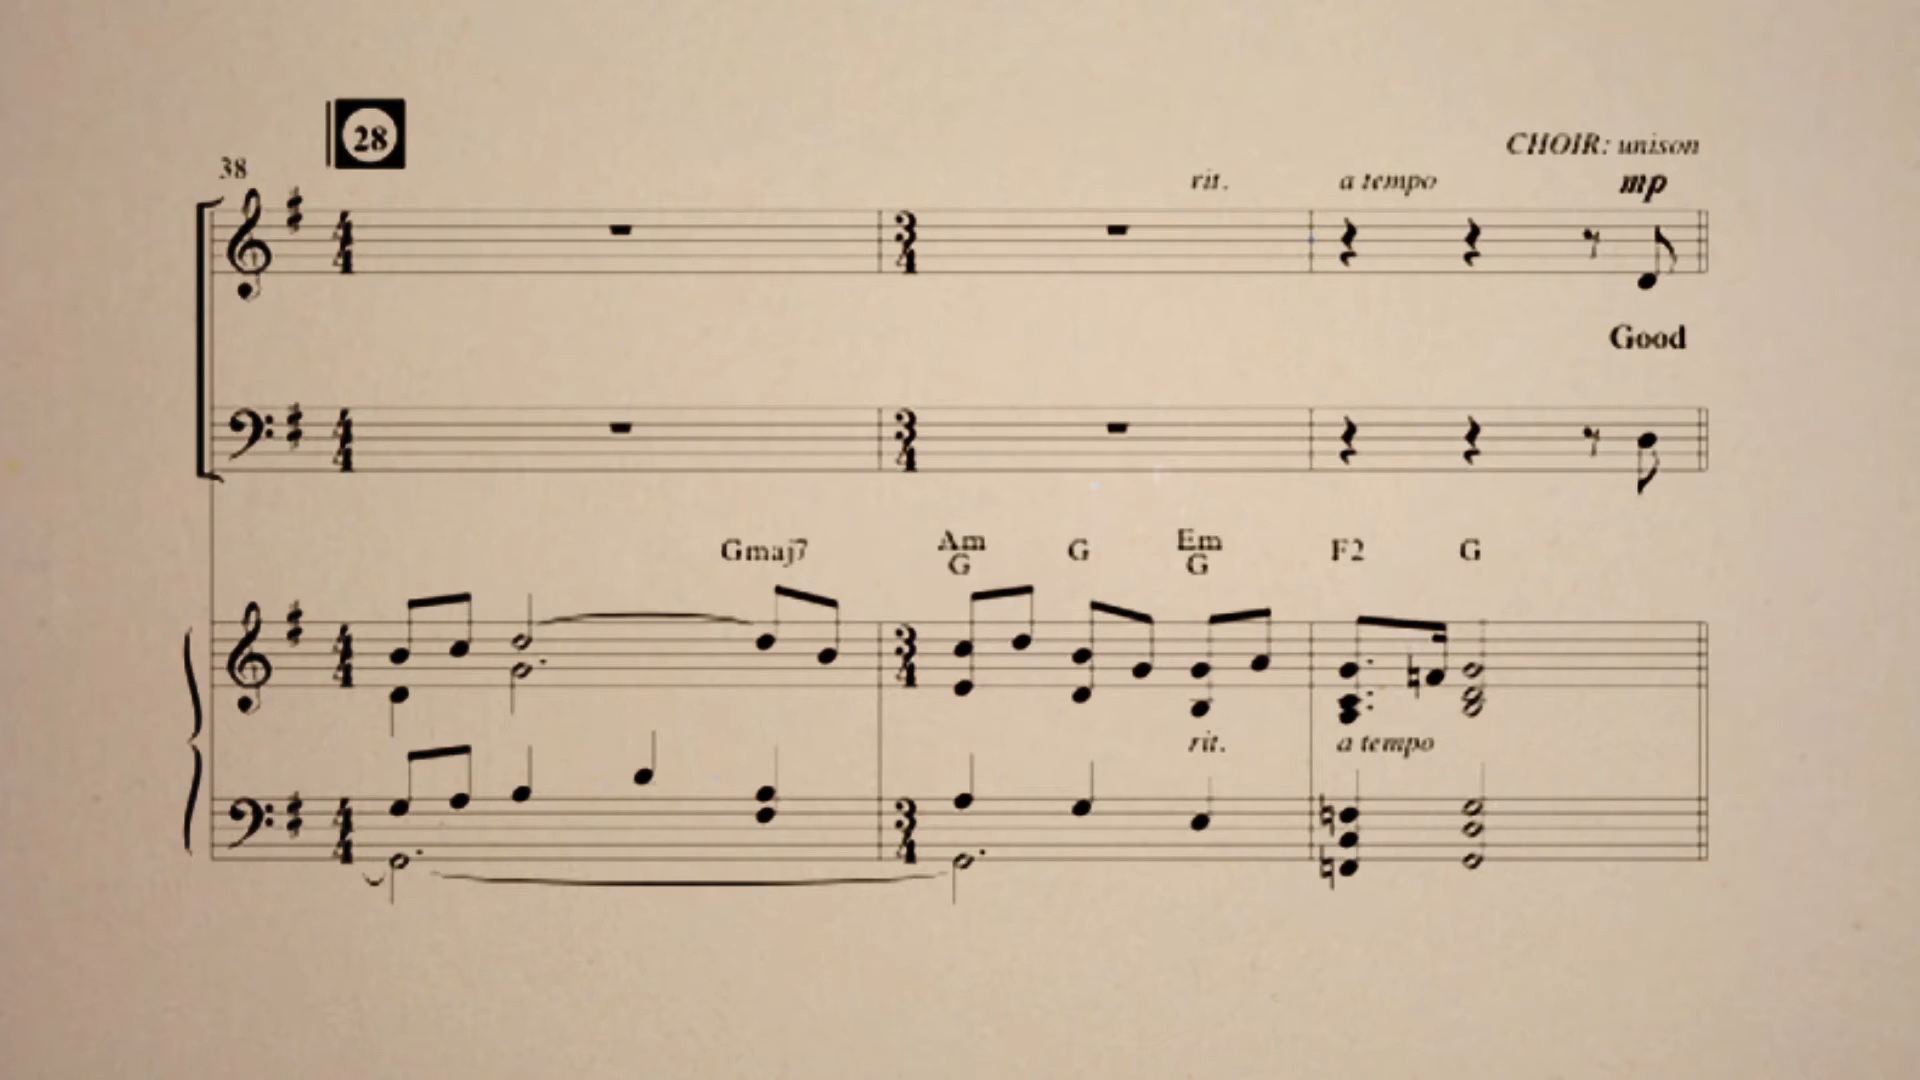 28
38
CHOIR: unison
rit. a tempo mp
Good
Gmaj7 Am G Em F2 G
G G
rit. a tempo